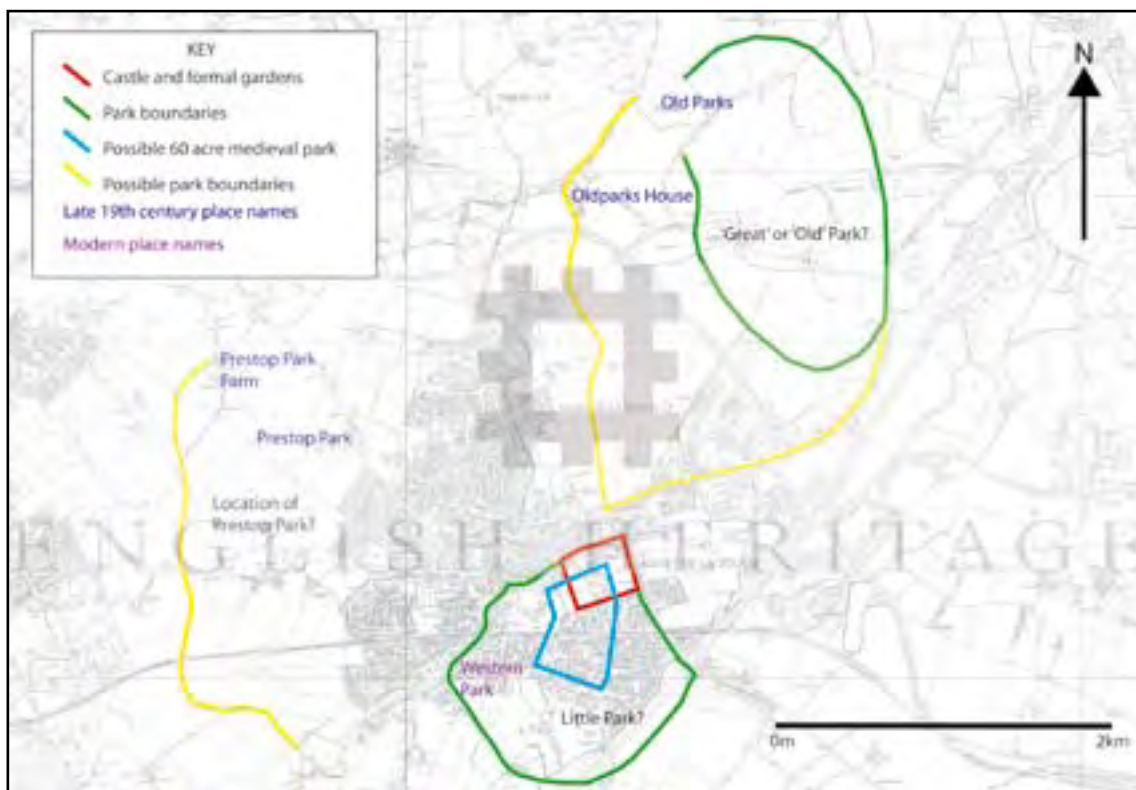 KEY
Castle and formal gardens
Park boundaries
Possible 60 acre medieval park
Possible park boundaries
Late 19th century place names
Modern place names
N
Old Parks
Oldparks House
'Great' or 'Old' Park?
Prestop Park
Farm
Prestop Park
Location of
Prestop Park?
ENGLISH HERITAGE
Western
Park
Little Park?
0m
2km